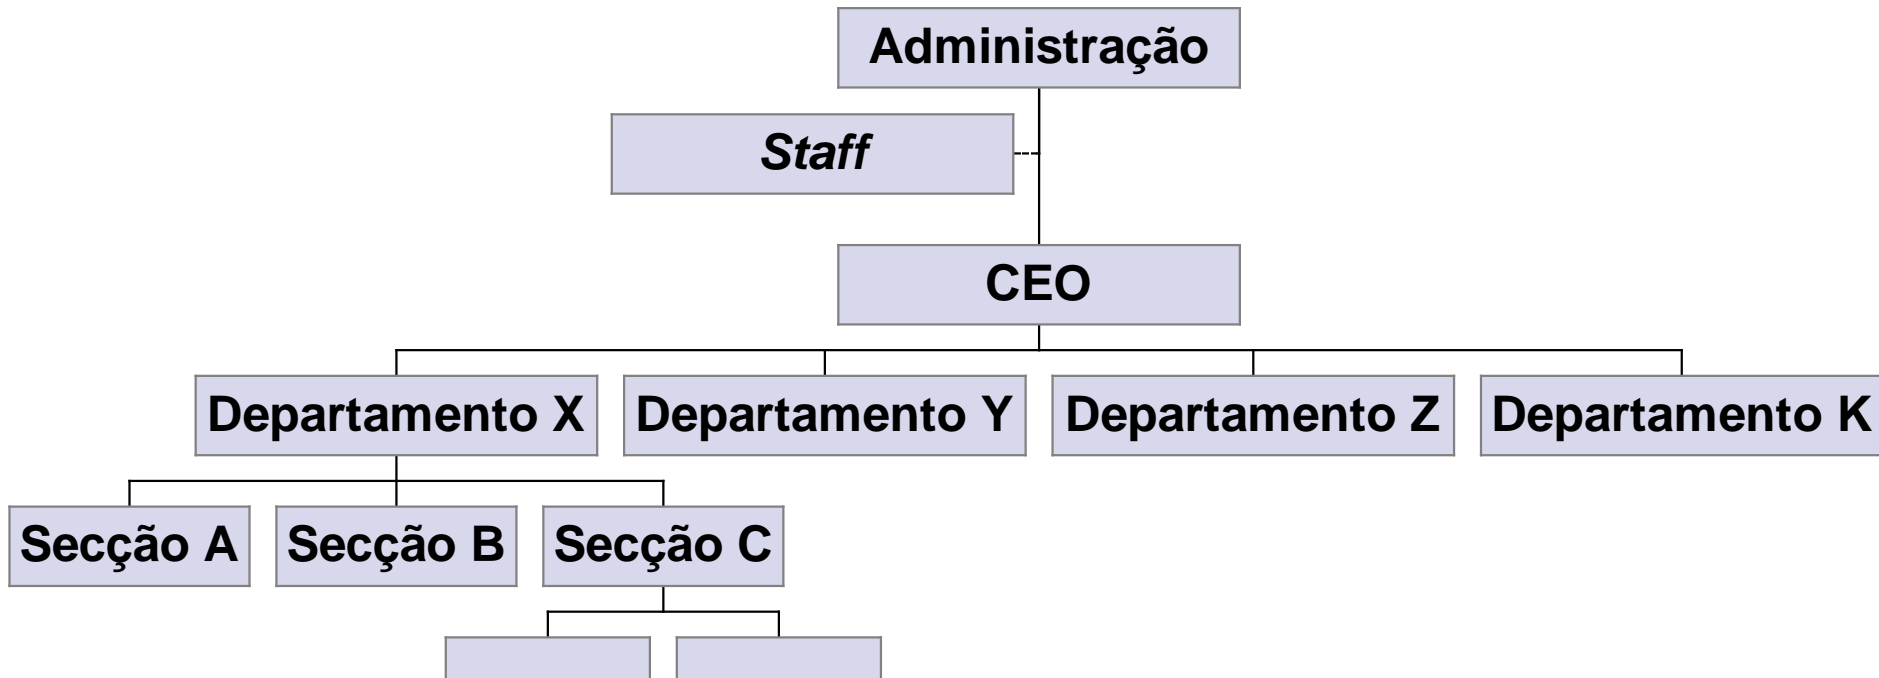 Administração
Staff
CEO
Departamento X
Departamento Y
Departamento Z
Departamento K
Secção A
Secção B
Secção C